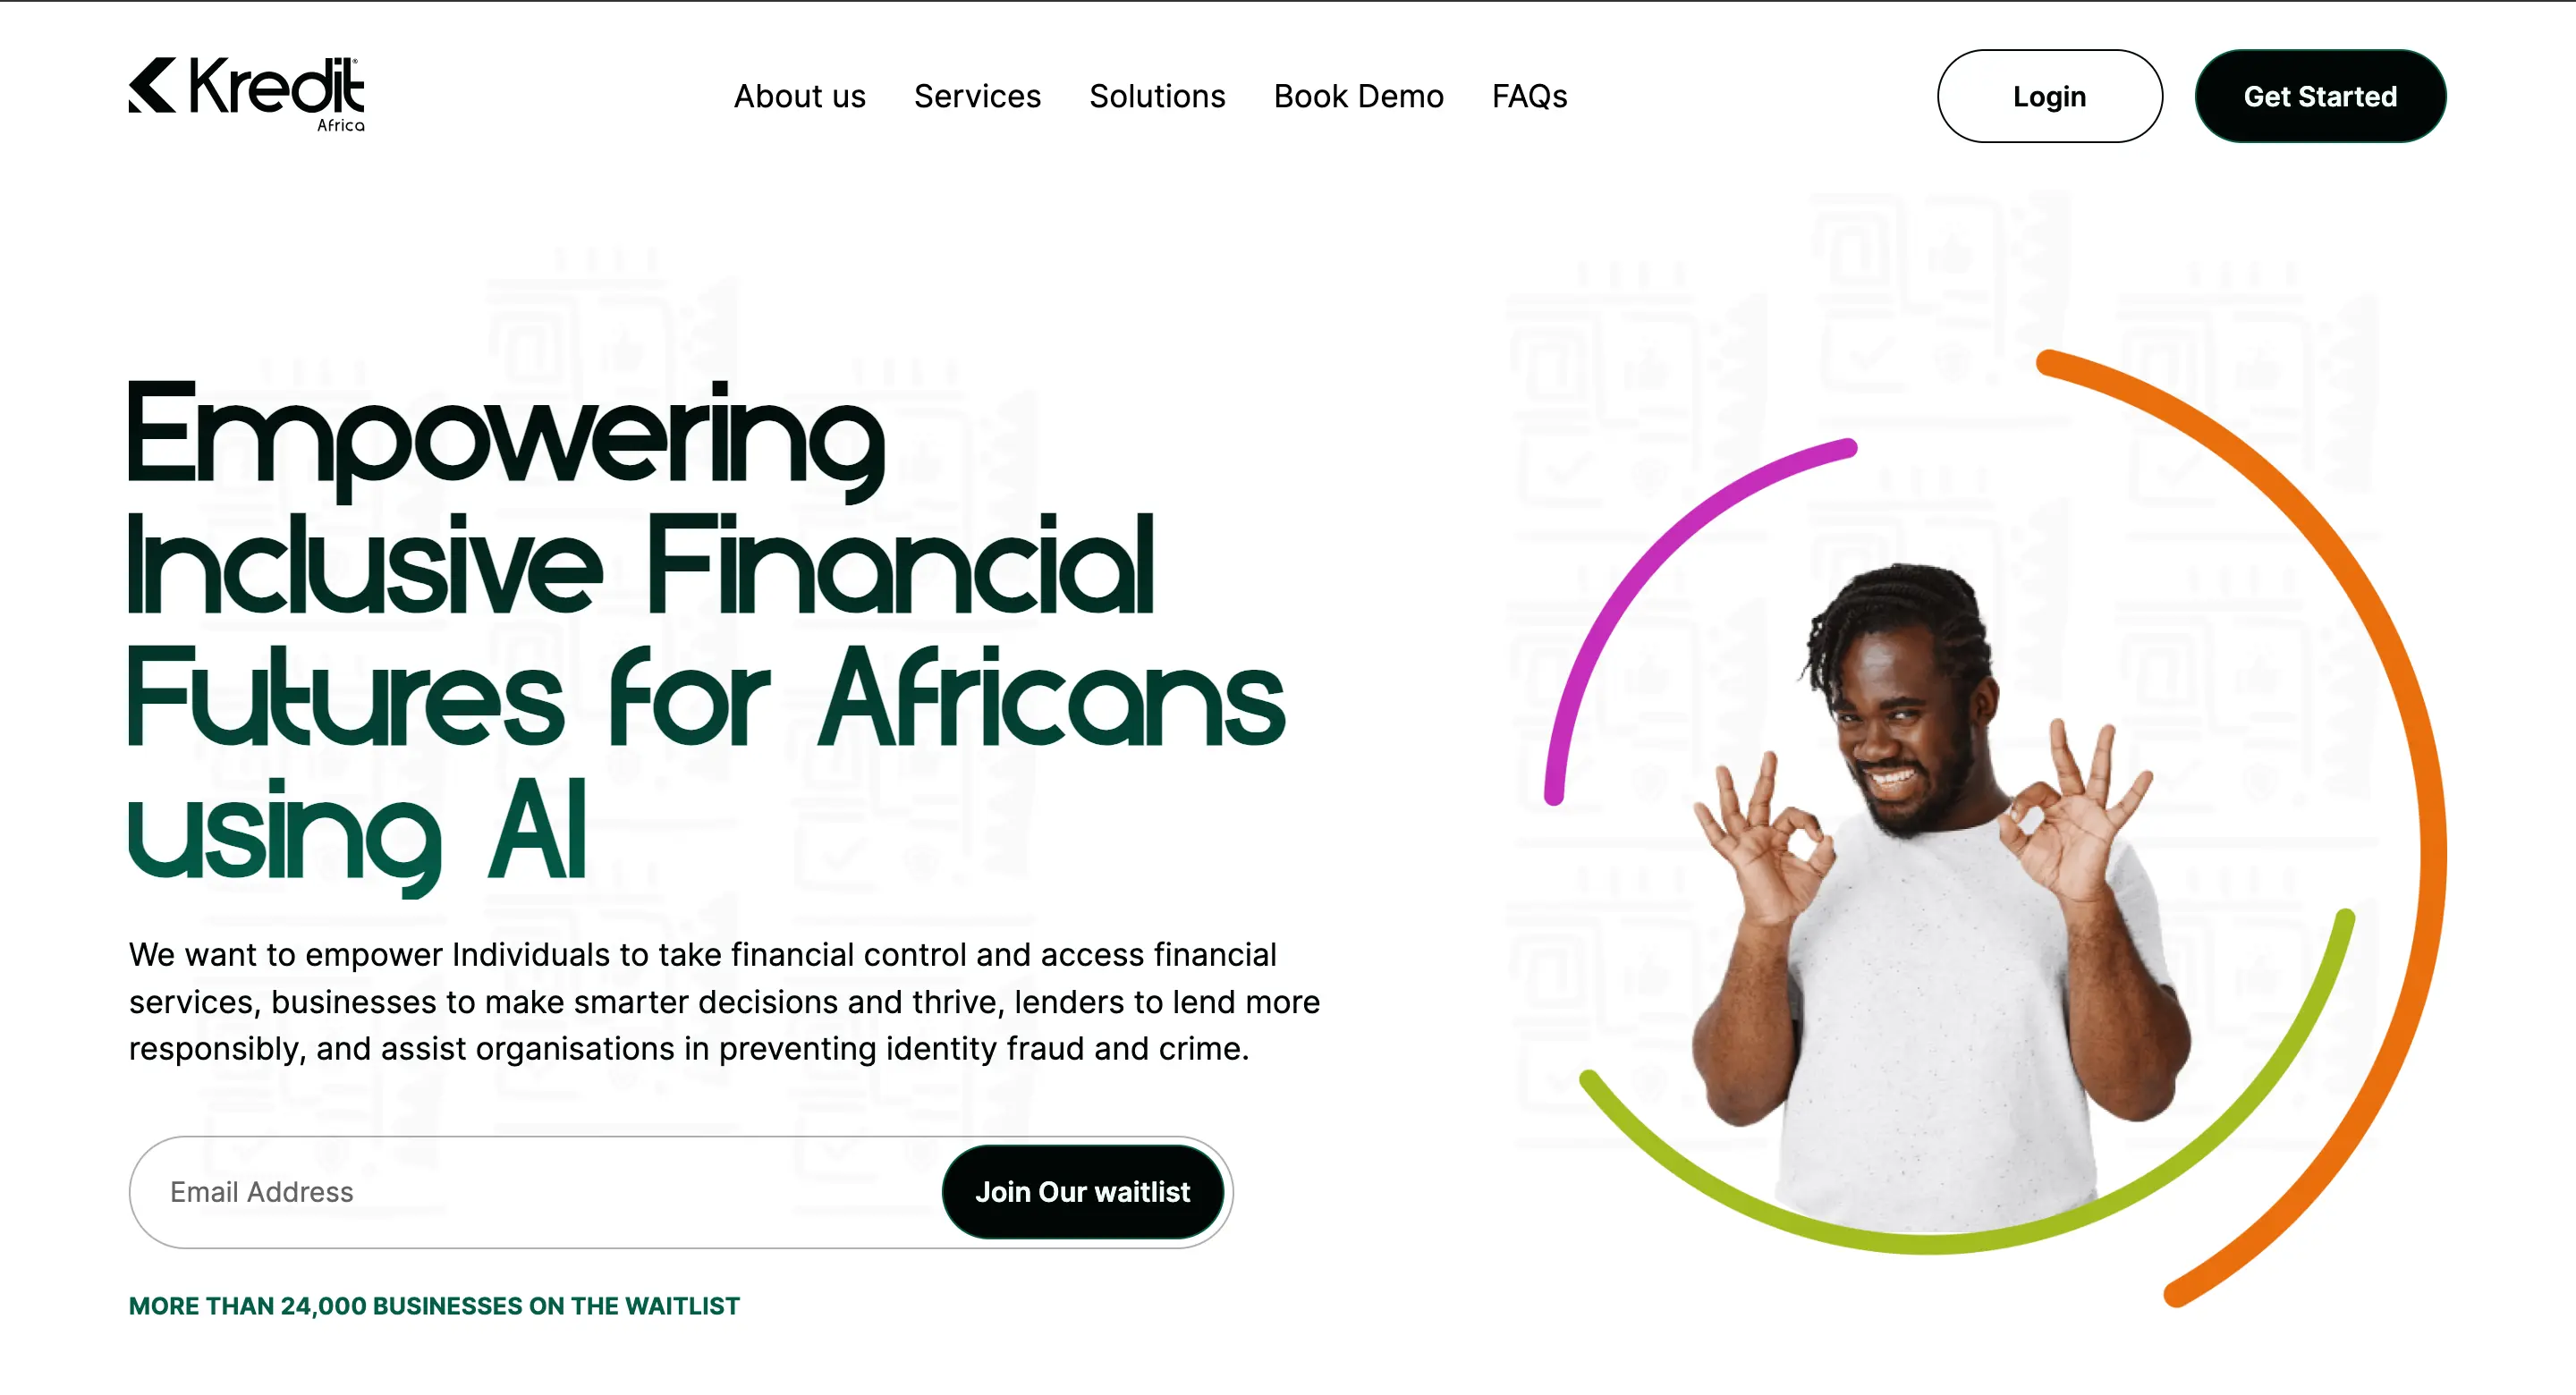 Kredit®
Africa
About us
Services
Solutions
Book Demo
FAQs
Login
Get Started
Empowering
Inclusive Financial
Futures for Africans
using AI
We want to empower Individuals to take financial control and access financial
services, businesses to make smarter decisions and thrive, lenders to lend more
responsibly, and assist organisations in preventing identity fraud and crime.
Email Address
Join Our waitlist
MORE THAN 24,000 BUSINESSES ON THE WAITLIST